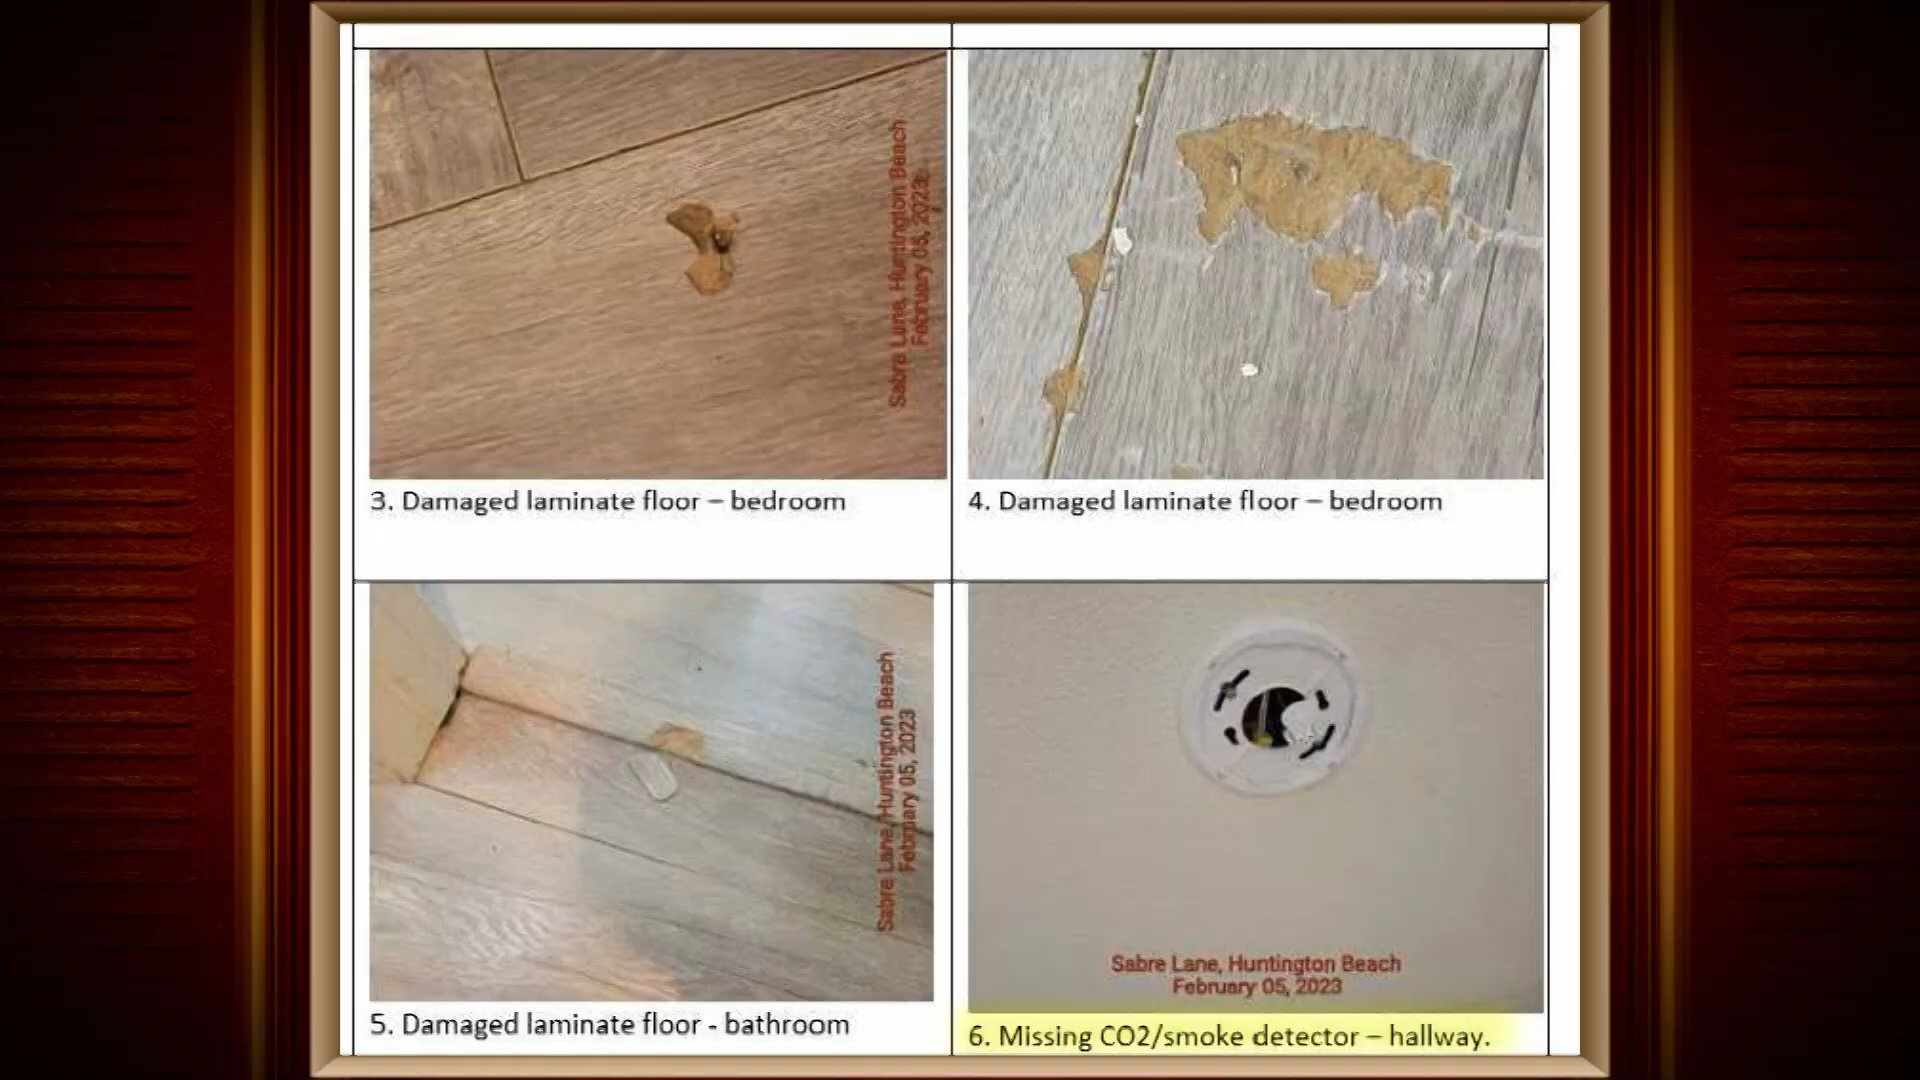 Sabre Lane, Huntington Beach
February 05, 2023
3. Damaged laminate floor – bedroom
4. Damaged laminate floor – bedroom
Sabre Lane, Huntington Beach
February 05, 2023
5. Damaged laminate floor - bathroom
Sabre Lane, Huntington Beach
February 05, 2023
6. Missing CO2/smoke detector – hallway.